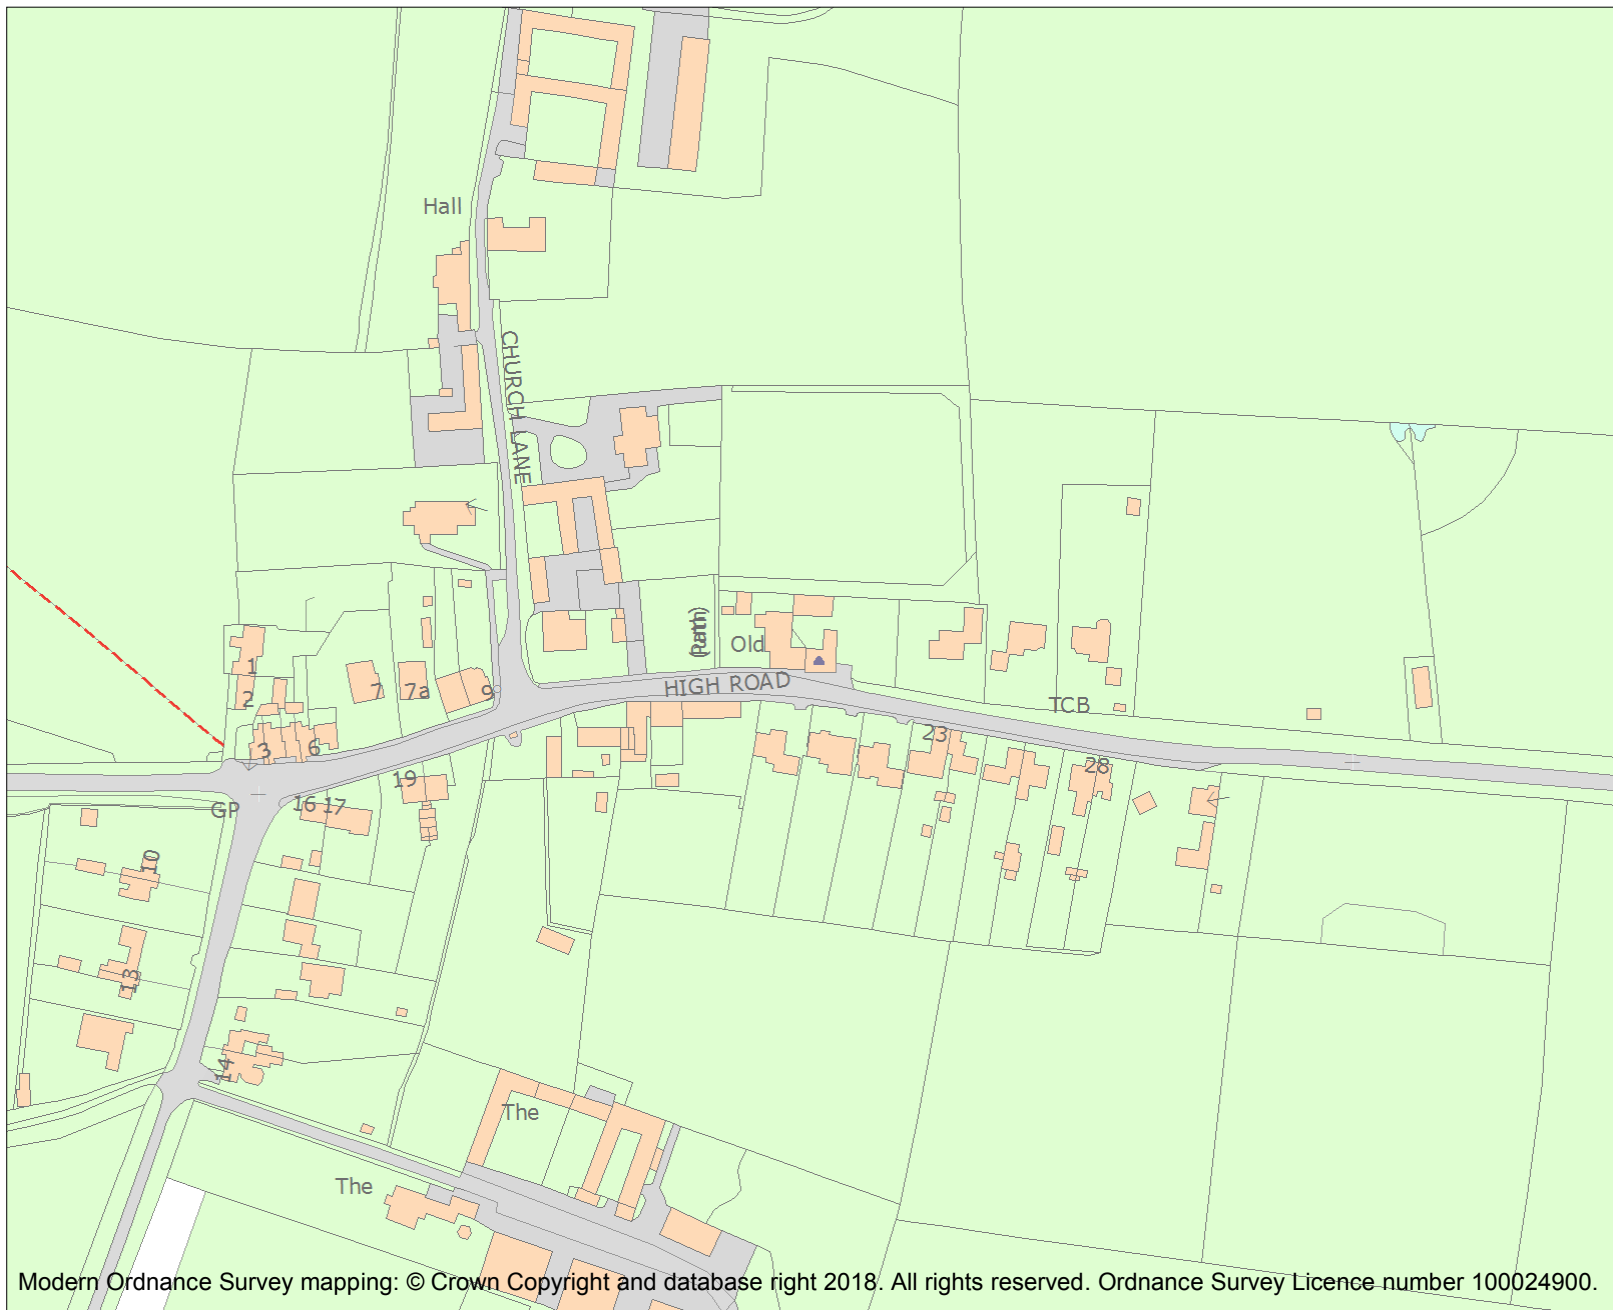 Hall
CHURCH LANE
(Path)
Old
HIGH ROAD
TCB
1
2
3
6
7
7a
9
23
28
19
16
17
GP
10
13
14
The
The
Modern Ordnance Survey mapping: © Crown Copyright and database right 2018. All rights reserved. Ordnance Survey Licence number 100024900.